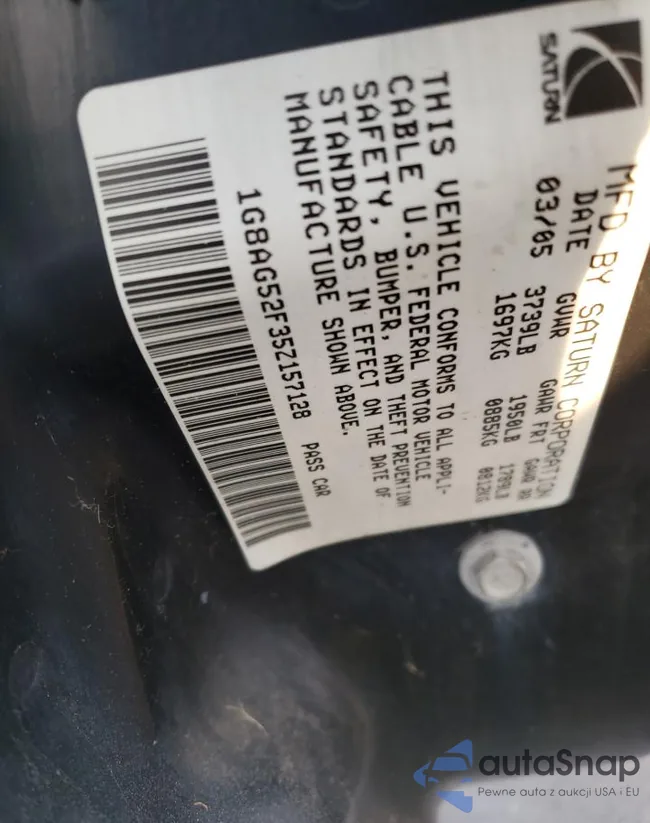 SATURN
MFD BY SATURN CORPORATION
DATE GVWR GAWR FRT GAWR RR
03/05 3739LB 1950LB 1789LB
1697KG 0885KG 0812KG
THIS VEHICLE CONFORMS TO ALL APPLI-
CABLE U.S. FEDERAL MOTOR VEHICLE
SAFETY, BUMPER, AND THEFT PREVENTION
STANDARDS IN EFFECT ON THE DATE OF
MANUFACTURE SHOWN ABOVE.
1G8AG52F35Z157128 PASS CAR
autaSnap
Pewne auta z aukcji USA i EU